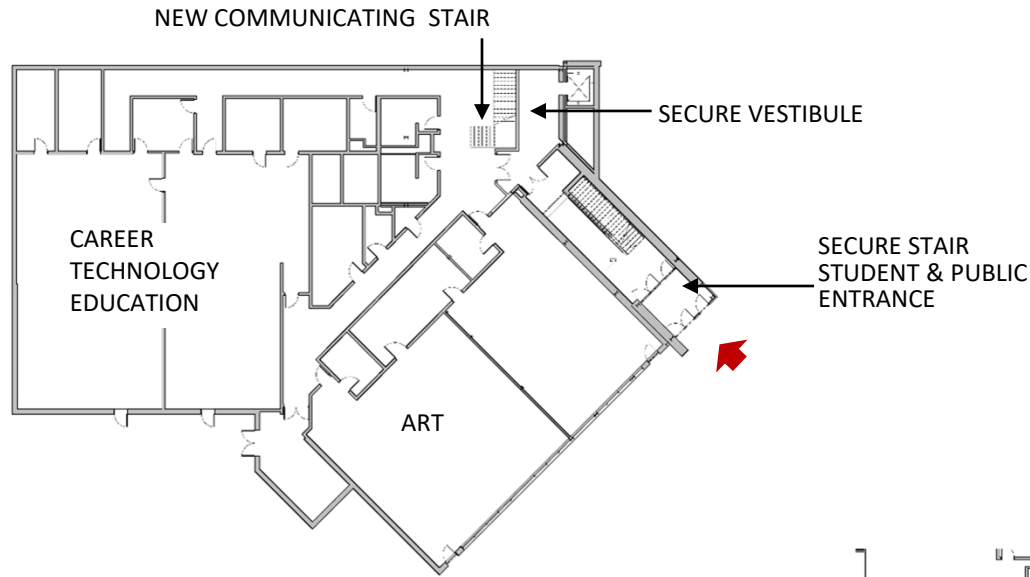 NEW COMMUNICATING STAIR
SECURE VESTIBULE
CAREER
TECHNOLOGY
EDUCATION
SECURE STAIR
STUDENT & PUBLIC
ENTRANCE
ART